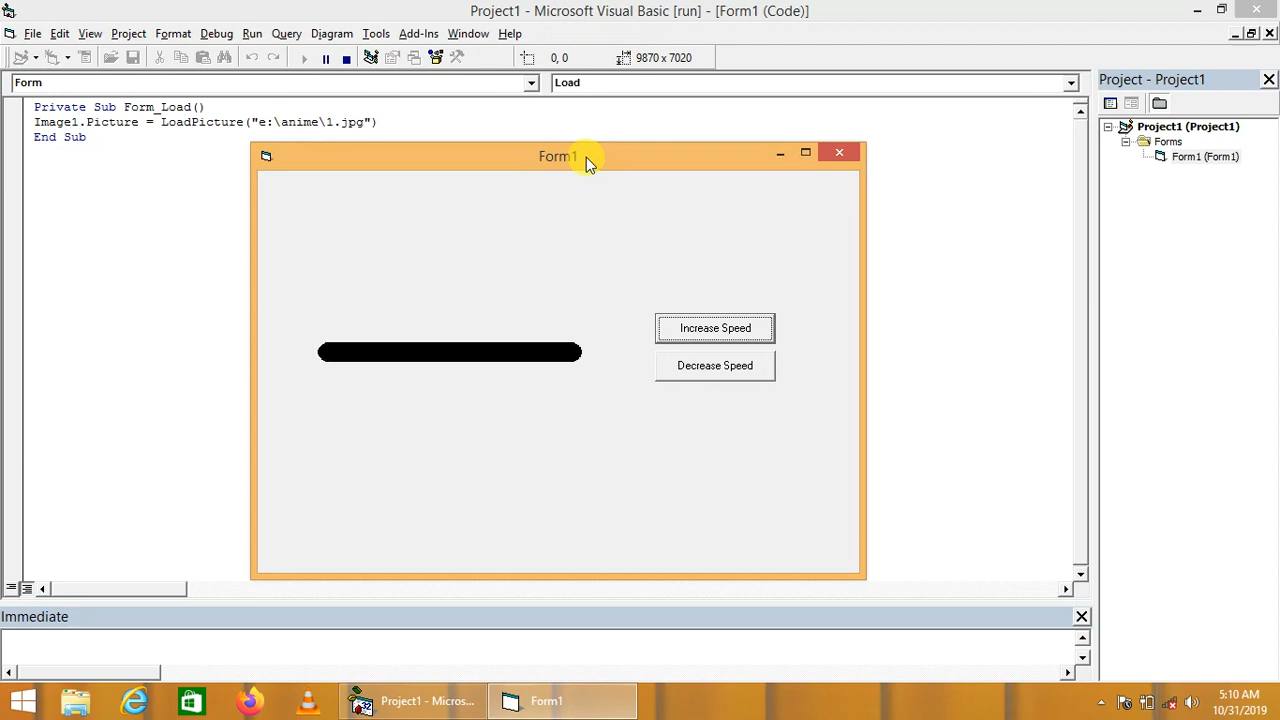 Project1 - Microsoft Visual Basic [run] - [Form1 (Code)]
File Edit View Project Format Debug Run Query Diagram Tools Add-Ins Window Help
0, 0 9870 x 7020
Form Load
Project - Project1
Private Sub Form_Load()
Image1.Picture = LoadPicture("e:\anime\1.jpg")
End Sub
Project1 (Project1)
Forms
Form1 (Form1)
Form1
Increase Speed
Decrease Speed
Immediate
Project1 - Micros...
Form1
5:10 AM
10/31/2019